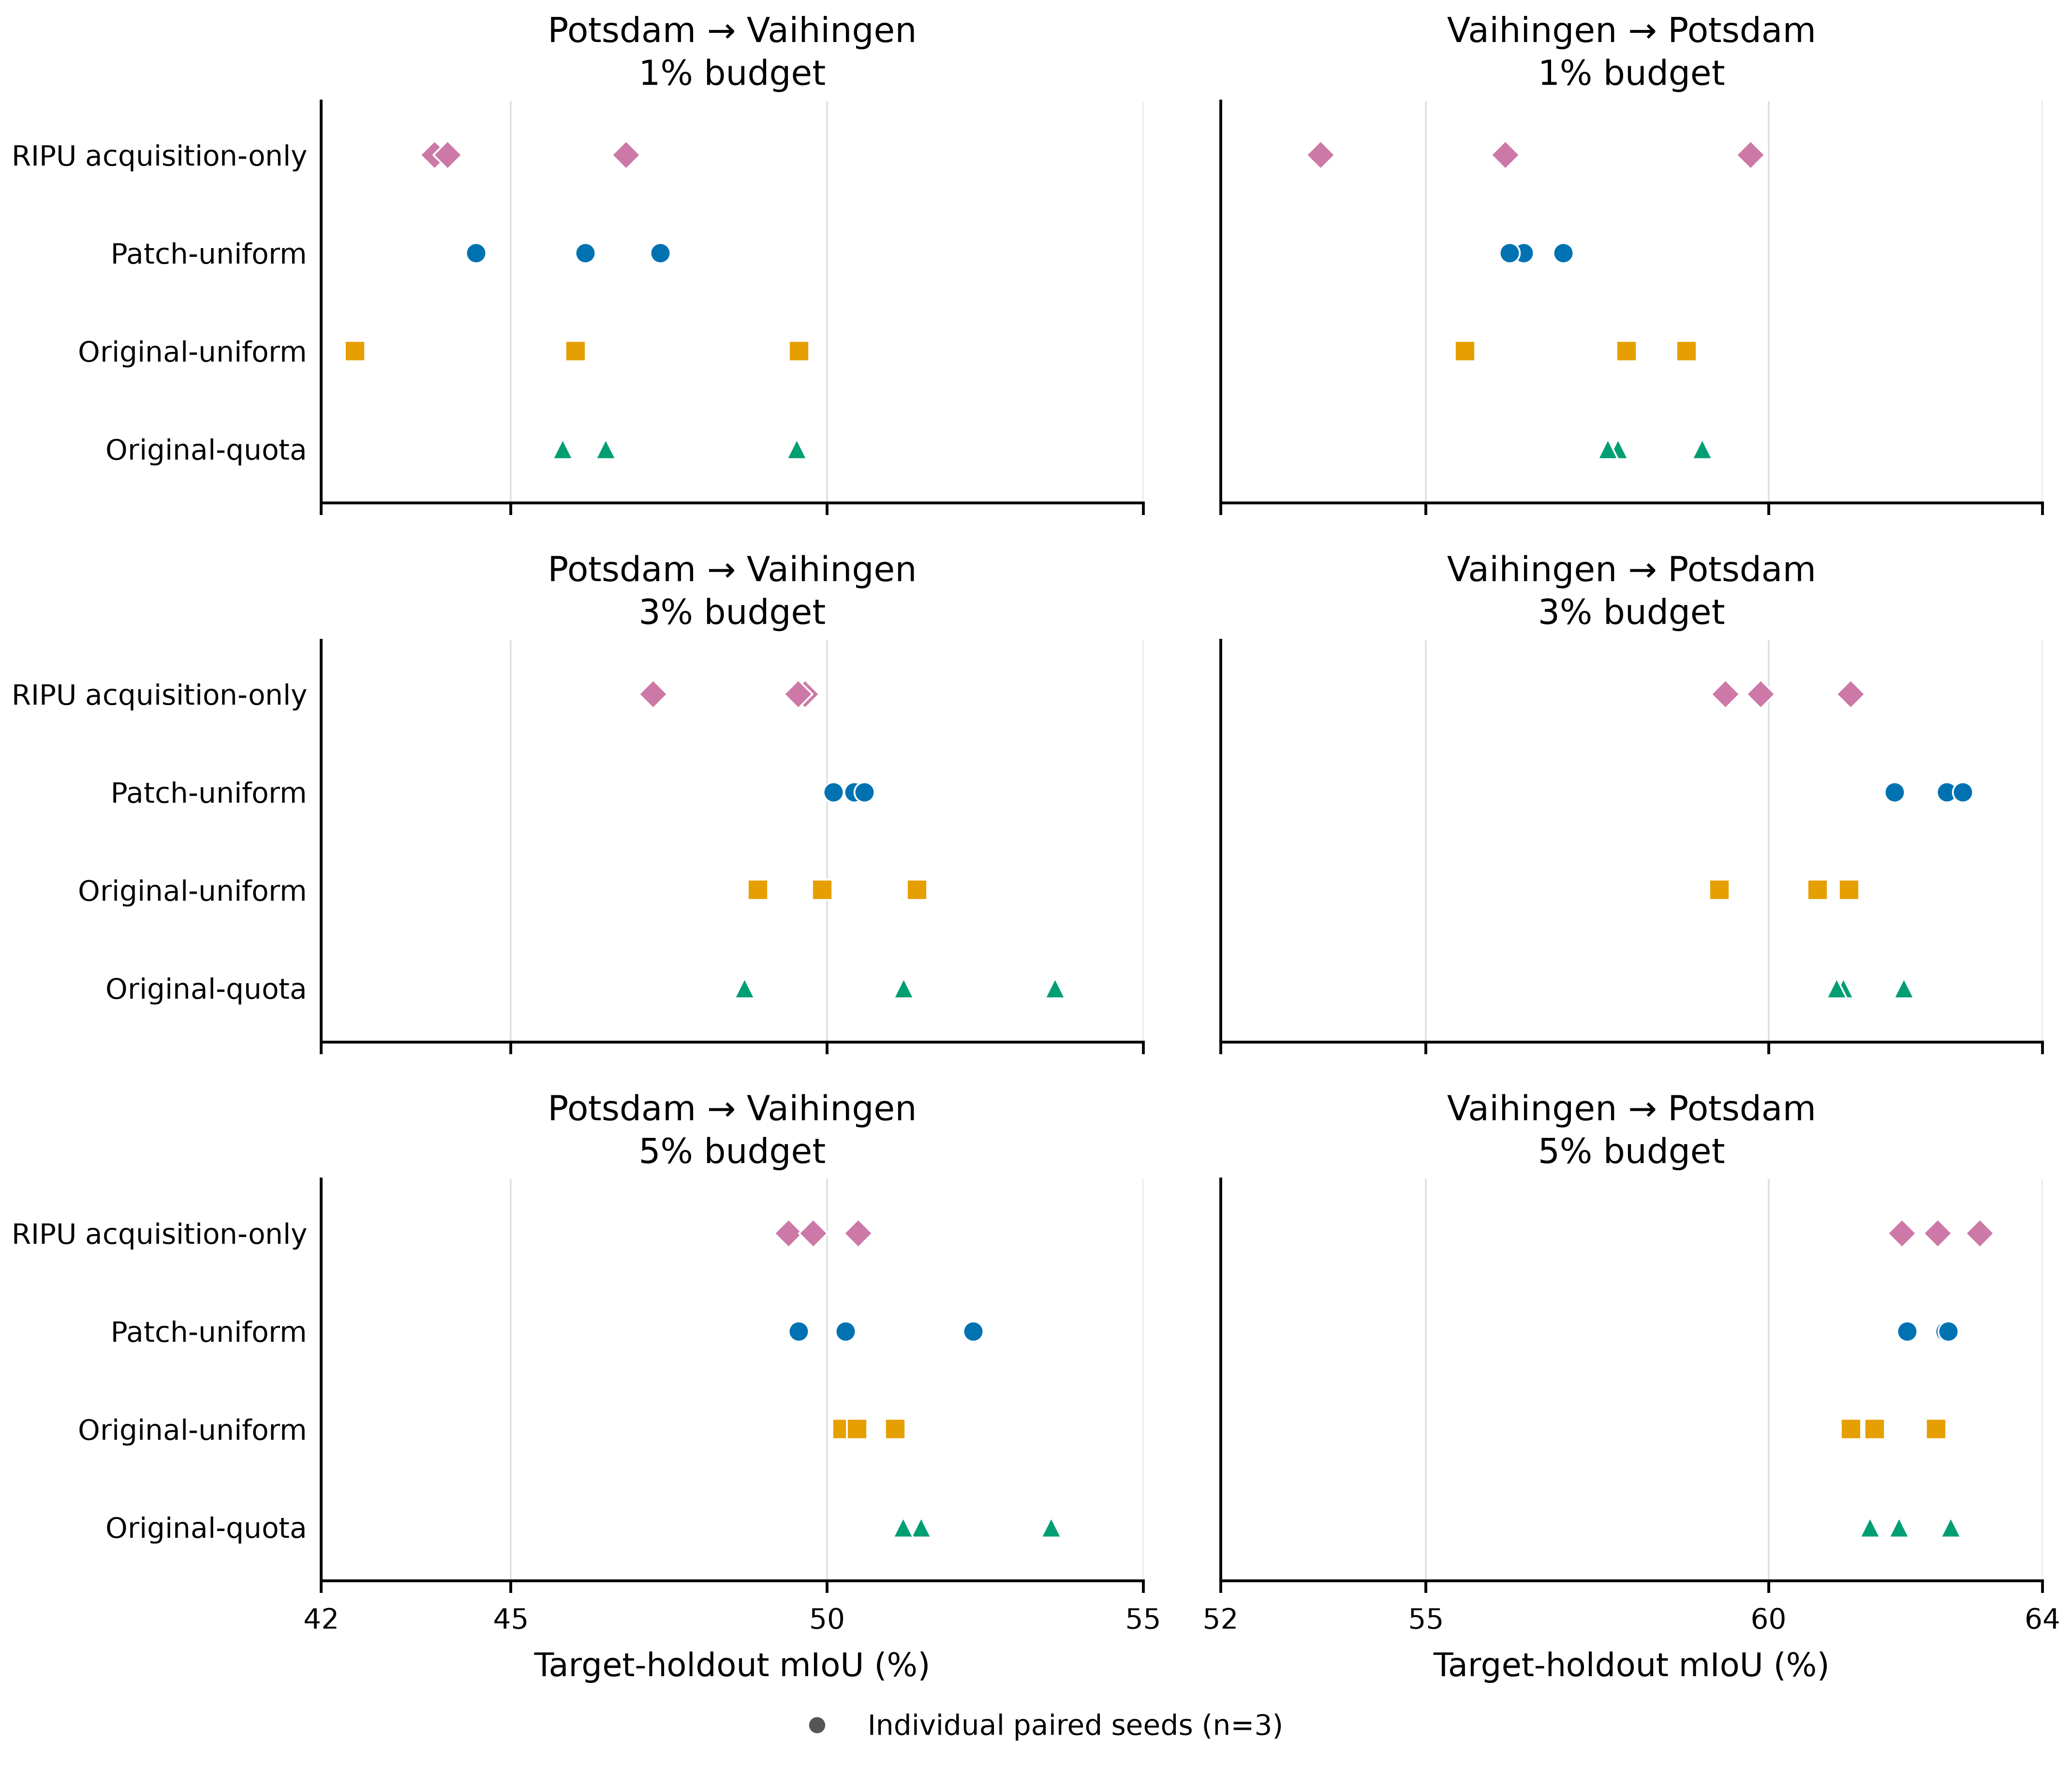 Potsdam → Vaihingen
1% budget
Vaihingen → Potsdam
1% budget
RIPU acquisition-only
Patch-uniform
Original-uniform
Original-quota
Potsdam → Vaihingen
3% budget
Vaihingen → Potsdam
3% budget
RIPU acquisition-only
Patch-uniform
Original-uniform
Original-quota
Potsdam → Vaihingen
5% budget
Vaihingen → Potsdam
5% budget
RIPU acquisition-only
Patch-uniform
Original-uniform
Original-quota
42 45 50 55
52 55 60 64
Target-holdout mIoU (%)
Target-holdout mIoU (%)
Individual paired seeds (n=3)